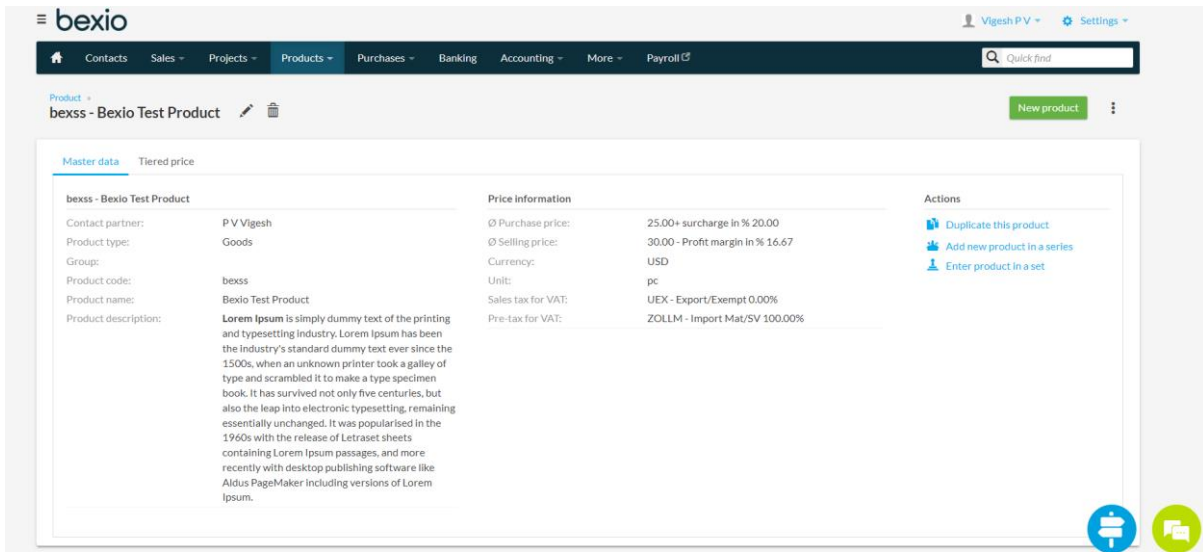 bexio
Vigesh P V
Settings
Contacts
Sales
Projects
Products
Purchases
Banking
Accounting
More
Payroll
Quick find
Product
bexss - Bexio Test Product
New product
Master data
Tiered price
bexss - Bexio Test Product
Contact partner: P V Vigesh
Product type: Goods
Group:
Product code: bexss
Product name: Bexio Test Product
Product description: Lorem Ipsum is simply dummy text of the printing
and typesetting industry. Lorem Ipsum has been
the industry's standard dummy text ever since the
1500s, when an unknown printer took a galley of
type and scrambled it to make a type specimen
book. It has survived not only five centuries, but
also the leap into electronic typesetting, remaining
essentially unchanged. It was popularised in the
1960s with the release of Letraset sheets
containing Lorem Ipsum passages, and more
recently with desktop publishing software like
Aldus PageMaker including versions of Lorem
Ipsum.
Price information
Ø Purchase price: 25.00+ surcharge in % 20.00
Ø Selling price: 30.00 - Profit margin in % 16.67
Currency: USD
Unit: pc
Sales tax for VAT: UEX - Export/Exempt 0.00%
Pre-tax for VAT: ZOLLM - Import Mat/SV 100.00%
Actions
Duplicate this product
Add new product in a series
Enter product in a set